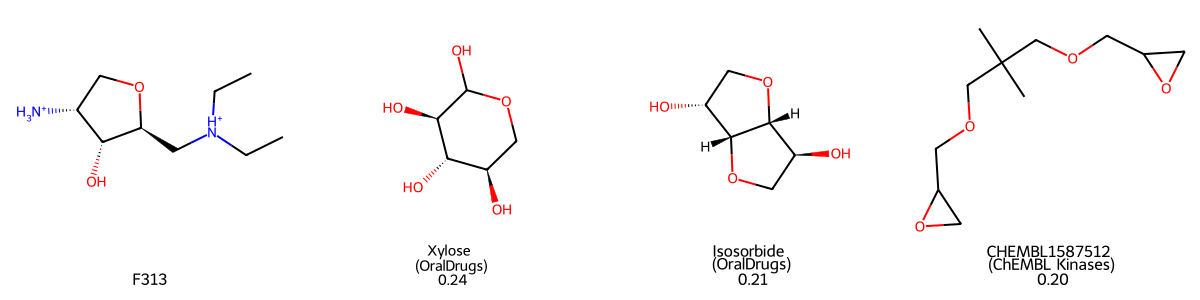 H₃N⁺
O
OH
H⁺
N
F313
OH
HO
O
HO
OH
Xylose
(OralDrugs)
0.24
O
HO
H
H
OH
O
Isosorbide
(OralDrugs)
0.21
O
O
O
O
CHEMBL1587512
(ChEMBL Kinases)
0.20